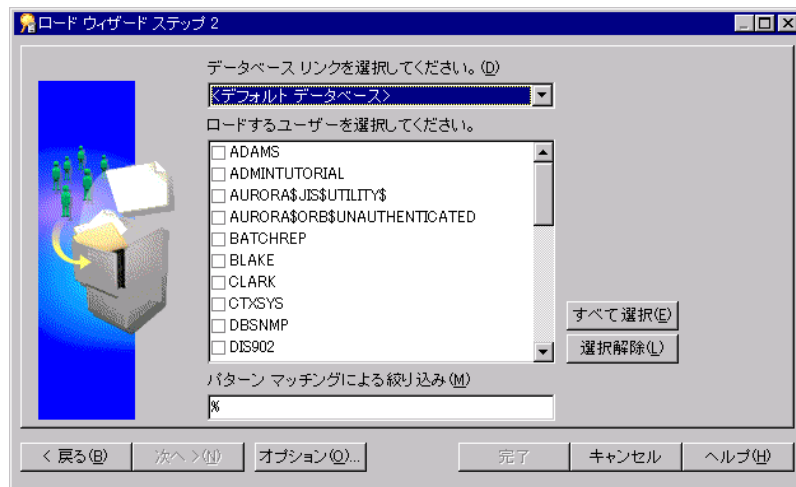 ロード ウィザード ステップ 2
データベース リンクを選択してください。(D)
<デフォルト データベース>
ロードするユーザーを選択してください。
ADAMS
ADMINTUTORIAL
AURORA$JIS$UTILITY$
AURORA$ORB$UNAUTHENTICATED
BATCHREP
BLAKE
CLARK
CTXSYS
DBSNMP
DIS902
すべて選択(E)
選択解除(L)
パターン マッチングによる絞り込み(M)
%
< 戻る(B) 次へ >(N) オプション(O)... 完了 キャンセル ヘルプ(H)